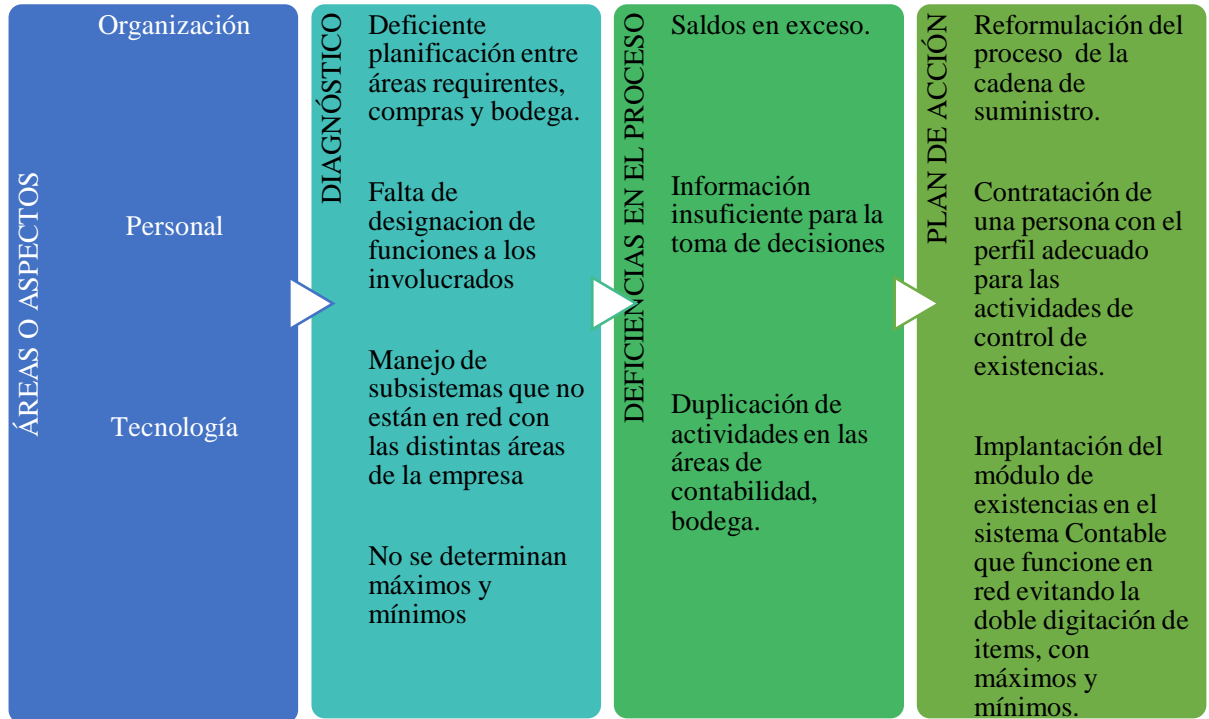 ÁREAS O ASPECTOS
Organización
Personal
Tecnología
DIAGNÓSTICO
Deficiente
planificación entre
áreas requirentes,
compras y bodega.
Falta de
designacion de
funciones a los
involucrados
Manejo de
subsistemas que no
están en red con
las distintas áreas
de la empresa
No se determinan
máximos y
mínimos
DEFICIENCIAS EN EL PROCESO
Saldos en exceso.
Información
insuficiente para la
toma de decisiones
Duplicación de
actividades en las
áreas de
contabilidad,
bodega.
PLAN DE ACCIÓN
Reformulación del
proceso de la
cadena de
suministro.
Contratación de
una persona con el
perfil adecuado
para las
actividades de
control de
existencias.
Implantación del
módulo de
existencias en el
sistema Contable
que funcione en
red evitando la
doble digitación de
items, con
máximos y
mínimos.